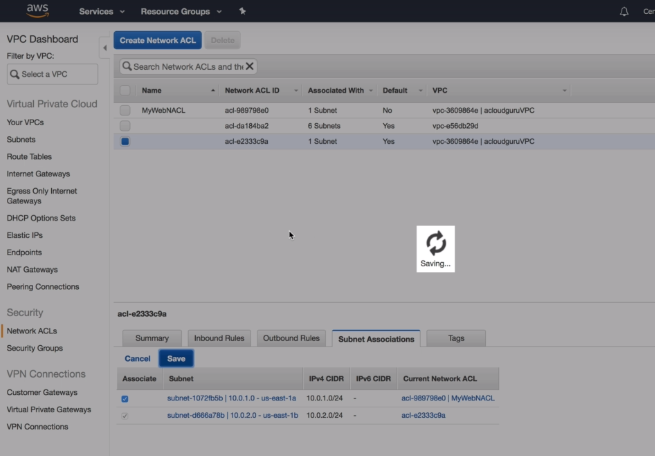 aws
Services
Resource Groups
VPC Dashboard
Filter by VPC:
Select a VPC
Virtual Private Cloud
Your VPCs
Subnets
Route Tables
Internet Gateways
Egress Only Internet
Gateways
DHCP Options Sets
Elastic IPs
Endpoints
NAT Gateways
Peering Connections
Security
Network ACLs
Security Groups
VPN Connections
Customer Gateways
Virtual Private Gateways
VPN Connections
Create Network ACL Delete
Search Network ACLs and the X
Name Network ACL ID Associated With Default VPC
MyWebNACL acl-989798e0 1 Subnet No vpc-3609864e | acloudguruVPC
acl-da184ba2 6 Subnets Yes vpc-e56db29d
acl-e2333c9a 1 Subnet Yes vpc-3609864e | acloudguruVPC
Saving...
acl-e2333c9a
Summary Inbound Rules Outbound Rules Subnet Associations Tags
Cancel Save
Associate Subnet IPv4 CIDR IPv6 CIDR Current Network ACL
subnet-1072fb5b | 10.0.1.0 - us-east-1a 10.0.1.0/24 - acl-989798e0 | MyWebNACL
subnet-d666a78b | 10.0.2.0 - us-east-1b 10.0.2.0/24 - acl-e2333c9a